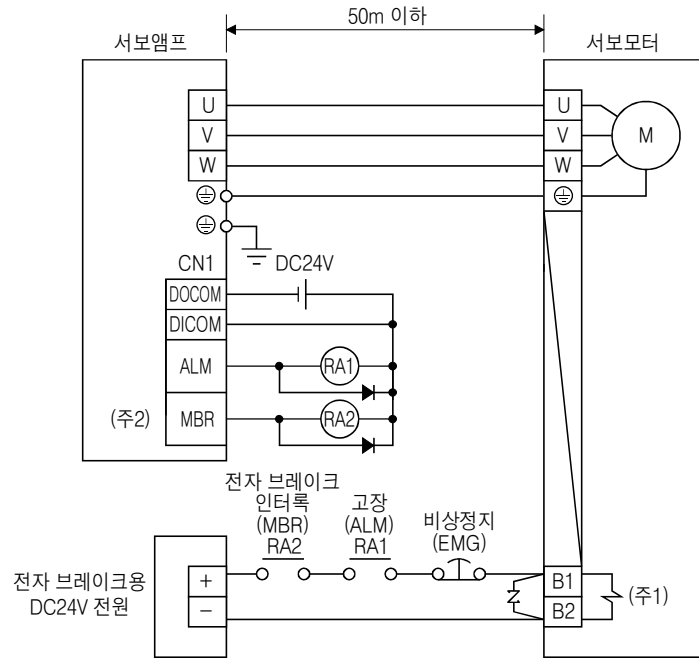 50m 이하
서보앰프
서보모터
U
V
W
U
V
W
M
CN1
DC24V
DOCOM
DICOM
ALM
RA1
(주2)
MBR
RA2
전자 브레이크
인터록
(MBR)
RA2
고장
(ALM)
RA1
비상정지
(EMG)
전자 브레이크용
DC24V 전원
+
−
B1
B2
(주1)